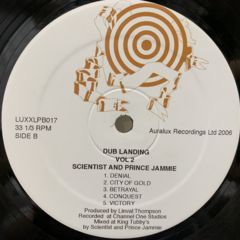 LUXXLPB017
33 1/3 RPM
SIDE B
Auralux Recordings Ltd 2006
DUB LANDING
VOL 2
SCIENTIST AND PRINCE JAMMIE
1. DENIAL
2. CITY OF GOLD
3. BETRAYAL
4. CONQUEST
5. VICTORY
Produced by Linval Thompson
Recorded at Channel One Studios
Mixed at King Tubby's
by Scientist and Prince Jammie